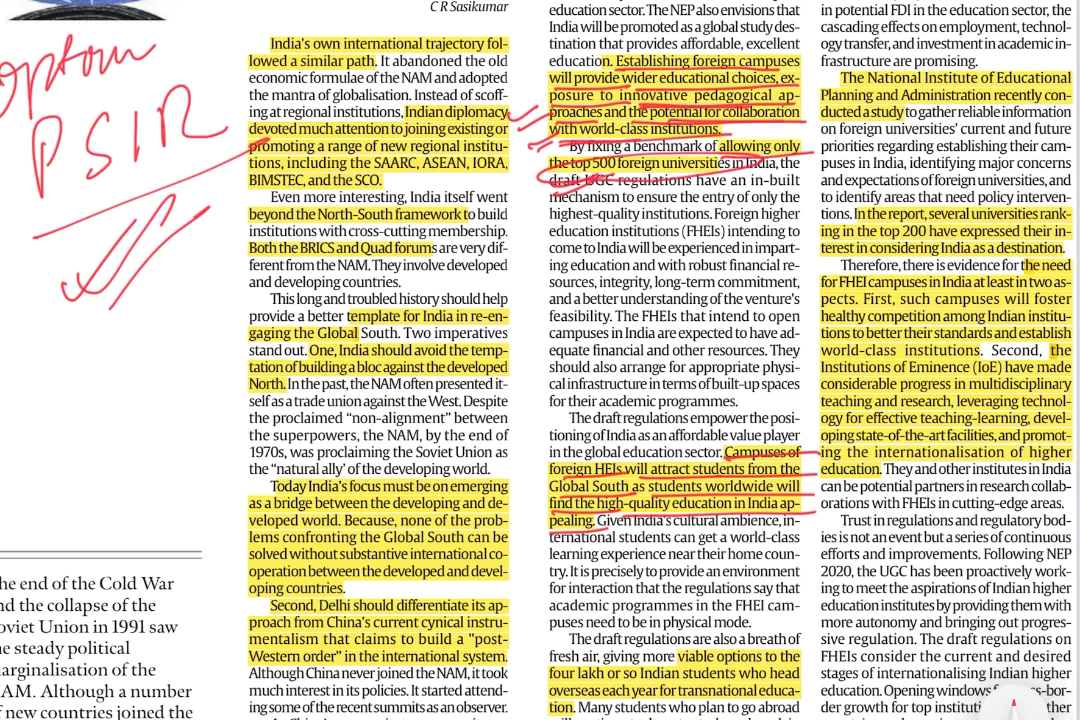 optom
PSIR
he end of the Cold War
nd the collapse of the
oviet Union in 1991 saw
he steady political
arginalisation of the
AM. Although a number
f new countries joined the
C R Sasikumar
India's own international trajectory fol-
lowed a similar path. It abandoned the old
economic formulae of the NAM and adopted
the mantra of globalisation. Instead of scoff-
ing at regional institutions, Indian diplomacy
devoted much attention to joining existing or
promoting a range of new regional institu-
tions, including the SAARC, ASEAN, IORA,
BIMSTEC, and the SCO.
Even more interesting, India itself went
beyond the North-South framework to build
institutions with cross-cutting membership.
Both the BRICS and Quad forums are very dif-
ferent from the NAM. They involve developed
and developing countries.
This long and troubled history should help
provide a better template for India in re-en-
gaging the Global South. Two imperatives
stand out. One, India should avoid the temp-
tation of building a bloc against the developed
North. In the past, the NAM often presented it-
self as a trade union against the West. Despite
the proclaimed "non-alignment" between
the superpowers, the NAM, by the end of
1970s, was proclaiming the Soviet Union as
the "natural ally' of the developing world.
Today India's focus must be on emerging
as a bridge between the developing and de-
veloped world. Because, none of the prob-
lems confronting the Global South can be
solved without substantive international co-
operation between the developed and devel-
oping countries.
Second, Delhi should differentiate its ap-
proach from China's current cynical instru-
mentalism that claims to build a "post-
Western order" in the international system.
Although China never joined the NAM, it took
much interest in its policies. It started attend-
ing some of the recent summits as an observer.
education sector. The NEP also envisions that
India will be promoted as a global study des-
tination that provides affordable, excellent
education. Establishing foreign campuses
will provide wider educational choices, ex-
posure to innovative pedagogical ap-
proaches and the potential for collaboration
with world-class institutions.
By fixing a benchmark of allowing only
the top 500 foreign universities in India, the
draft UGC regulations have an in-built
mechanism to ensure the entry of only the
highest-quality institutions. Foreign higher
education institutions (FHEIs) intending to
come to India will be experienced in impart-
ing education and with robust financial re-
sources, integrity, long-term commitment,
and a better understanding of the venture's
feasibility. The FHEIs that intend to open
campuses in India are expected to have ad-
equate financial and other resources. They
should also arrange for appropriate physi-
cal infrastructure in terms of built-up spaces
for their academic programmes.
The draft regulations empower the posi-
tioning of India as an affordable value player
in the global education sector. Campuses of
foreign HEIs will attract students from the
Global South as students worldwide will
find the high-quality education in India ap-
pealing. Given India's cultural ambience, in-
ternational students can get a world-class
learning experience near their home coun-
try. It is precisely to provide an environment
for interaction that the regulations say that
academic programmes in the FHEI cam-
puses need to be in physical mode.
The draft regulations are also a breath of
fresh air, giving more viable options to the
four lakh or so Indian students who head
overseas each year for transnational educa-
tion. Many students who plan to go abroad
in potential FDI in the education sector, the
cascading effects on employment, technol-
ogy transfer, and investment in academic in-
frastructure are promising.
The National Institute of Educational
Planning and Administration recently con-
ducted a study to gather reliable information
on foreign universities' current and future
priorities regarding establishing their cam-
puses in India, identifying major concerns
and expectations of foreign universities, and
to identify areas that need policy interven-
tions. In the report, several universities rank-
ing in the top 200 have expressed their in-
terest in considering India as a destination.
Therefore, there is evidence for the need
for FHEI campuses in India at least in two as-
pects. First, such campuses will foster
healthy competition among Indian institu-
tions to better their standards and establish
world-class institutions. Second, the
Institutions of Eminence (IoE) have made
considerable progress in multidisciplinary
teaching and research, leveraging technol-
ogy for effective teaching-learning, devel-
oping state-of-the-art facilities, and promot-
ing the internationalisation of higher
education. They and other institutes in India
can be potential partners in research collab-
orations with FHEIs in cutting-edge areas.
Trust in regulations and regulatory bod-
ies is not an event but a series of continuous
efforts and improvements. Following NEP
2020, the UGC has been proactively work-
ing to meet the aspirations of Indian higher
education institutes by providing them with
more autonomy and bringing out progres-
sive regulation. The draft regulations on
FHEIs consider the current and desired
stages of internationalising Indian higher
education. Opening windows for -bor-
der growth for top instit